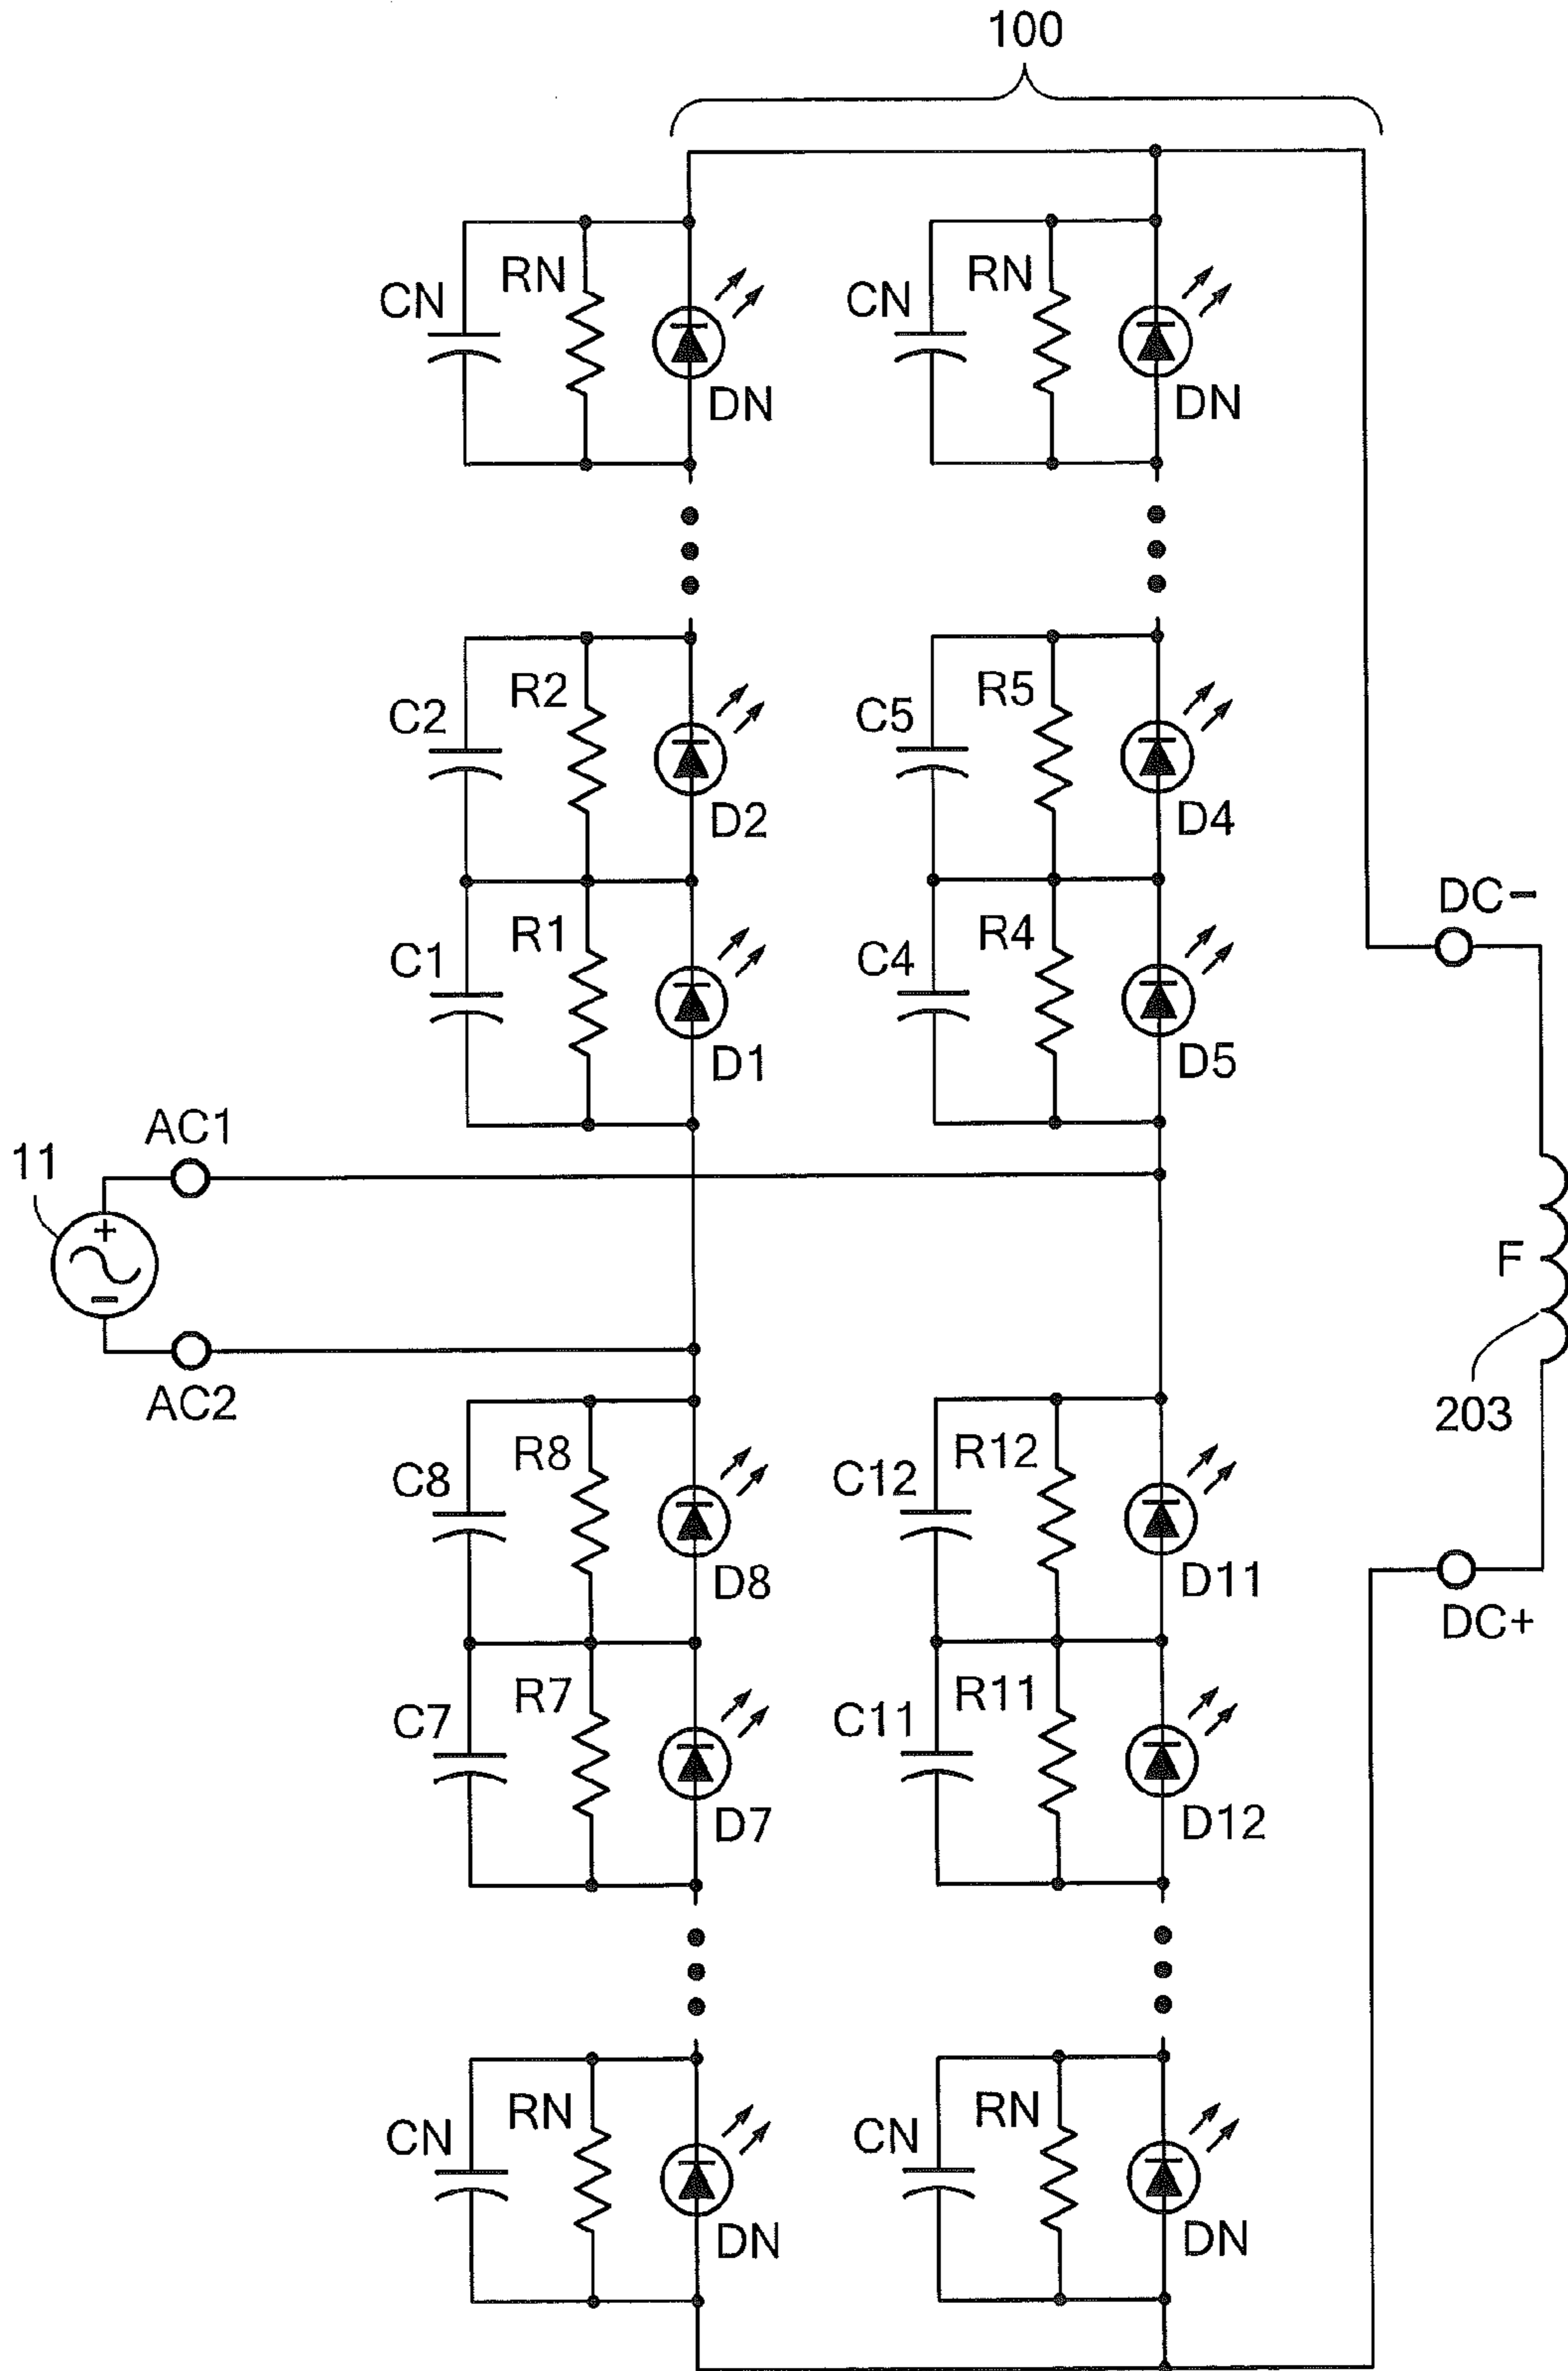 100
CN RN DN CN RN DN
C2 R2 D2 C5 R5 D4
DC−
C1 R1 D1 C4 R4 D5
AC1
11
+
−
F
AC2
203
C8 R8 D8 C12 R12 D11
DC+
C7 R7 D7 C11 R11 D12
CN RN DN CN RN DN